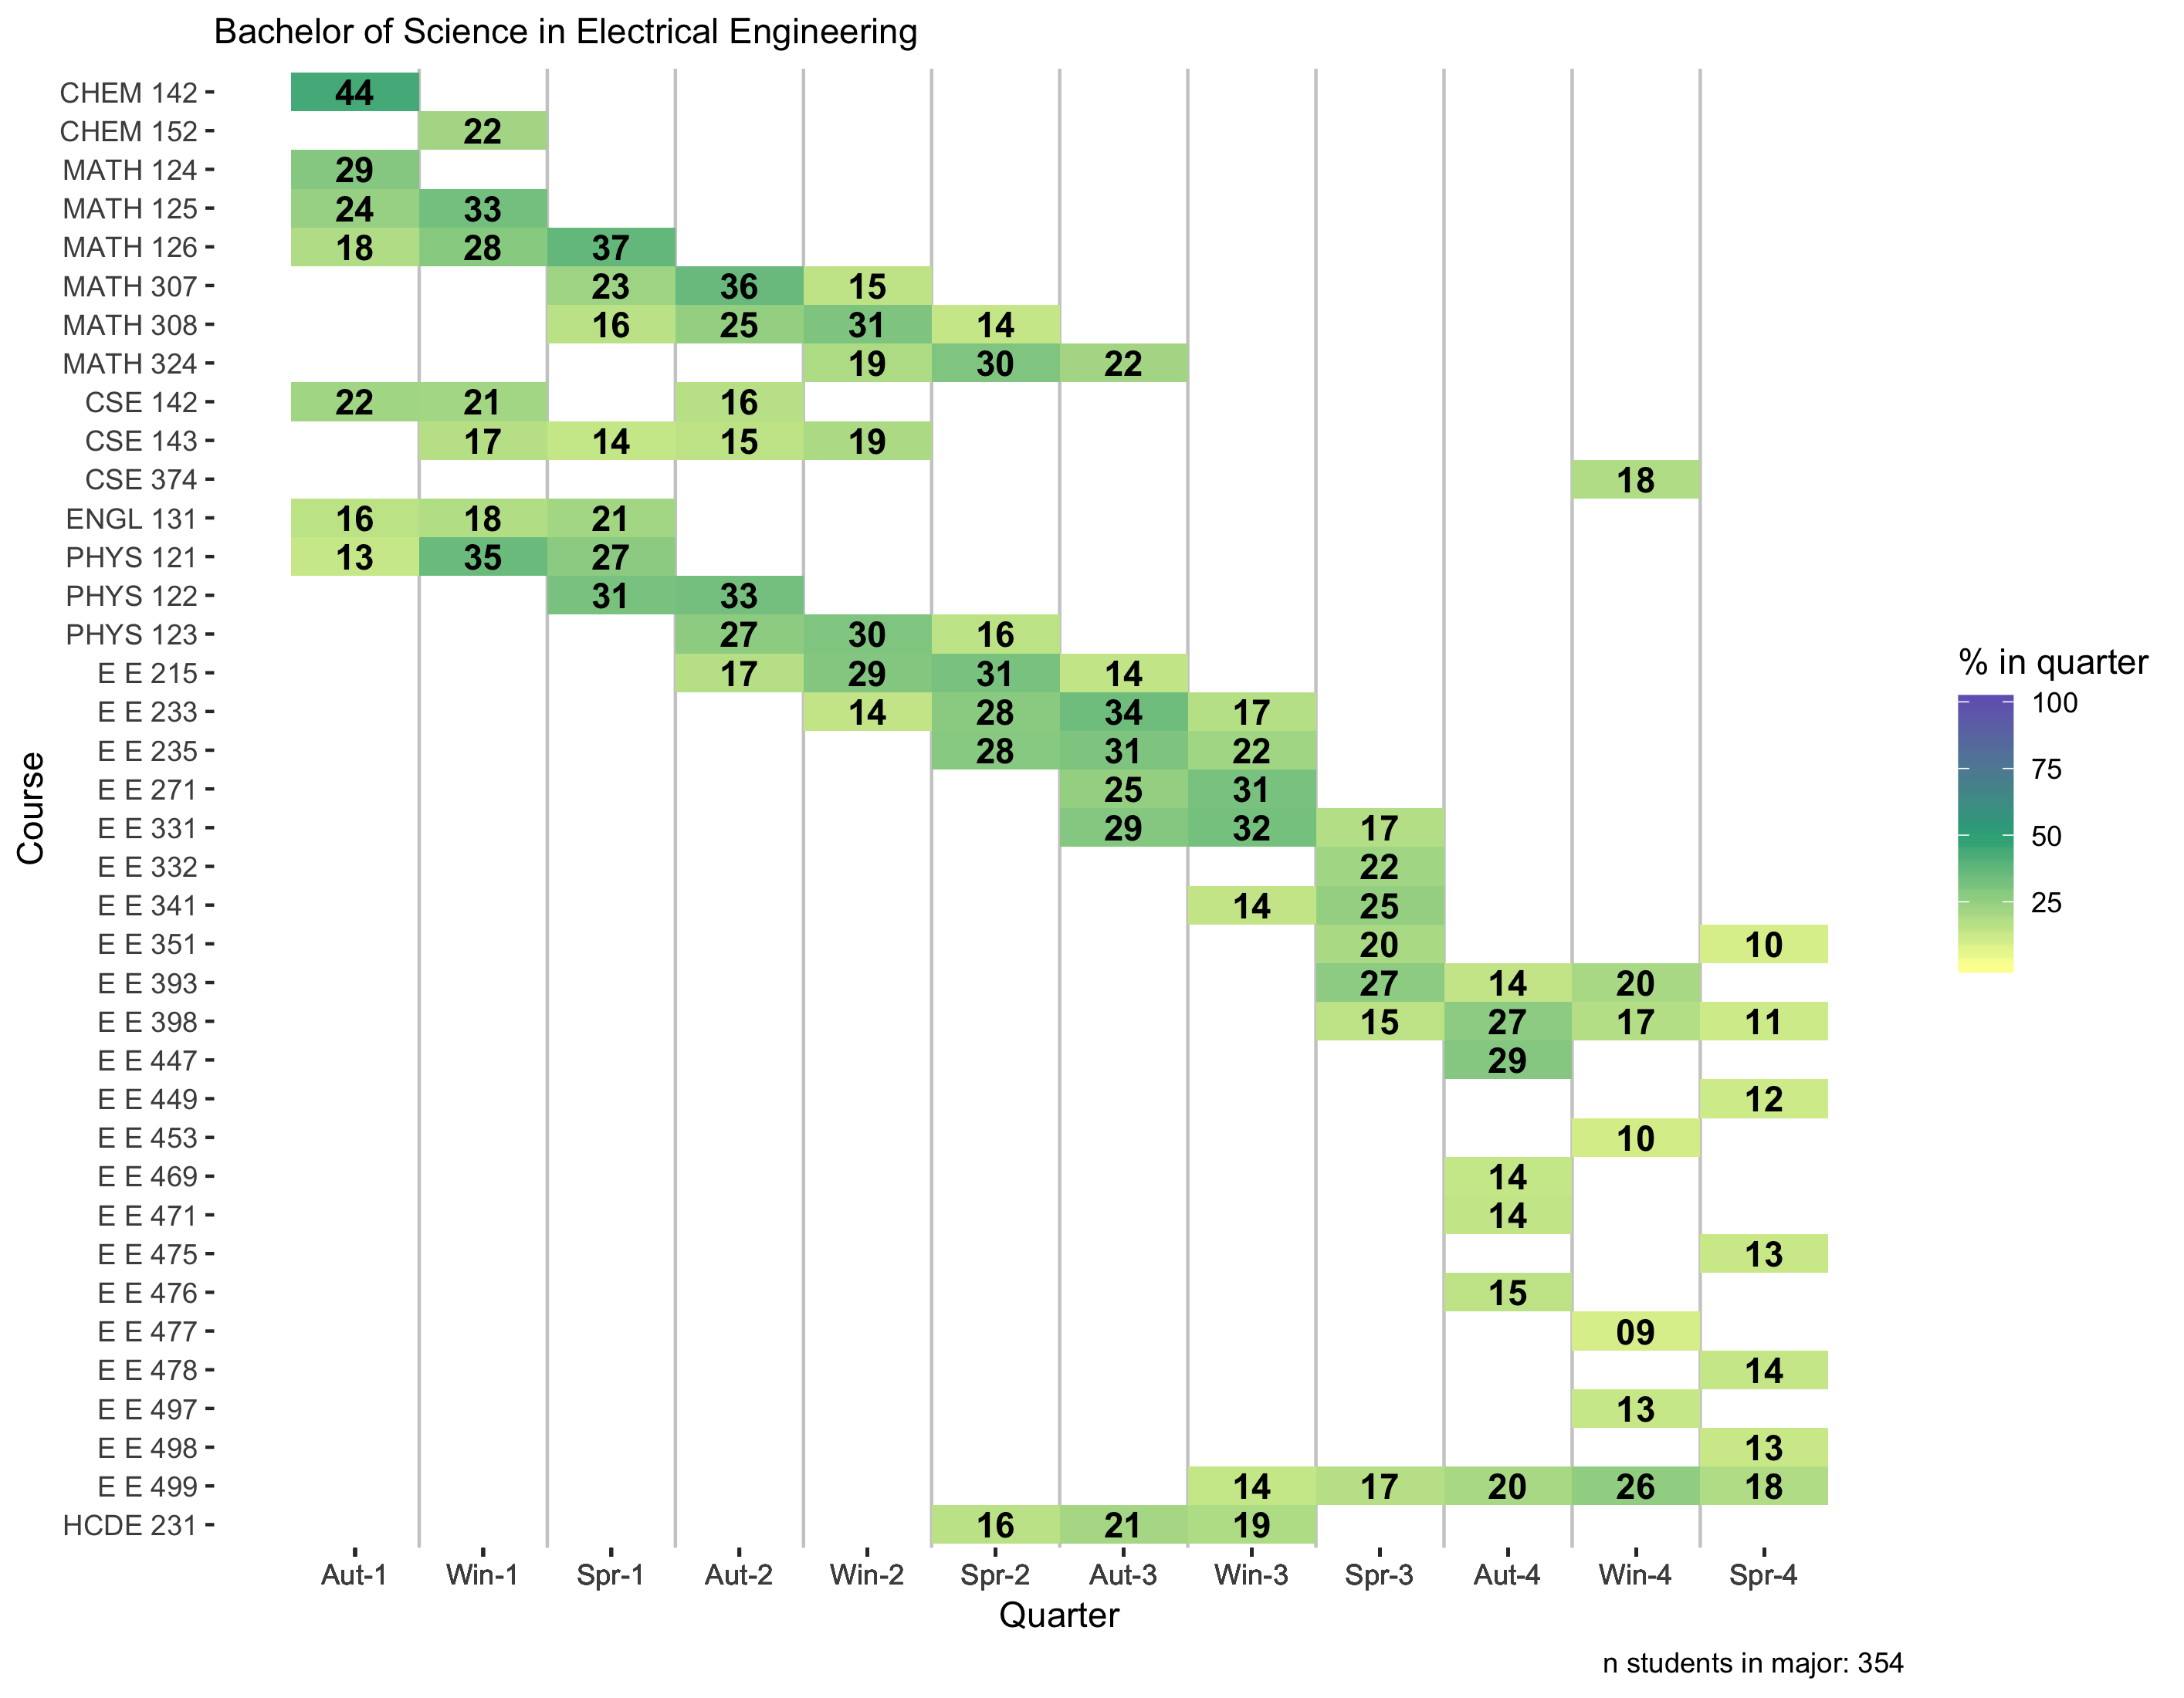 Bachelor of Science in Electrical Engineering
CHEM 142 44
CHEM 152 22
MATH 124 29
MATH 125 24 33
MATH 126 18 28 37
MATH 307 23 36 15
MATH 308 16 25 31 14
MATH 324 19 30 22
CSE 142 22 21 16
CSE 143 17 14 15 19
CSE 374 18
ENGL 131 16 18 21
PHYS 121 13 35 27
PHYS 122 31 33
PHYS 123 27 30 16
E E 215 17 29 31 14
E E 233 14 28 34 17
E E 235 28 31 22
E E 271 25 31
E E 331 29 32 17
E E 332 22
E E 341 14 25
E E 351 20 10
E E 393 27 14 20
E E 398 15 27 17 11
E E 447 29
E E 449 12
E E 453 10
E E 469 14
E E 471 14
E E 475 13
E E 476 15
E E 477 09
E E 478 14
E E 497 13
E E 498 13
E E 499 14 17 20 26 18
HCDE 231 16 21 19
Aut-1 Win-1 Spr-1 Aut-2 Win-2 Spr-2 Aut-3 Win-3 Spr-3 Aut-4 Win-4 Spr-4
Quarter
Course
% in quarter
100
75
50
25
n students in major: 354